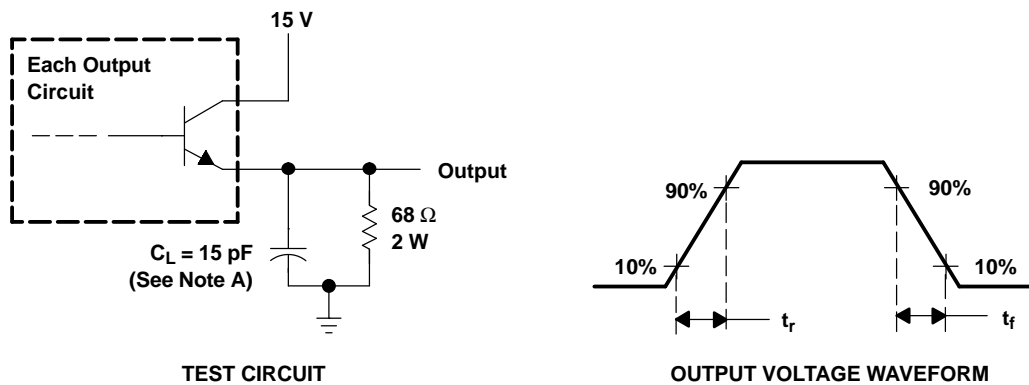 15 V
Each Output
Circuit
Output
68 Ω
2 W
C_L = 15 pF
(See Note A)
TEST CIRCUIT
90%
90%
10%
10%
t_r
t_f
OUTPUT VOLTAGE WAVEFORM